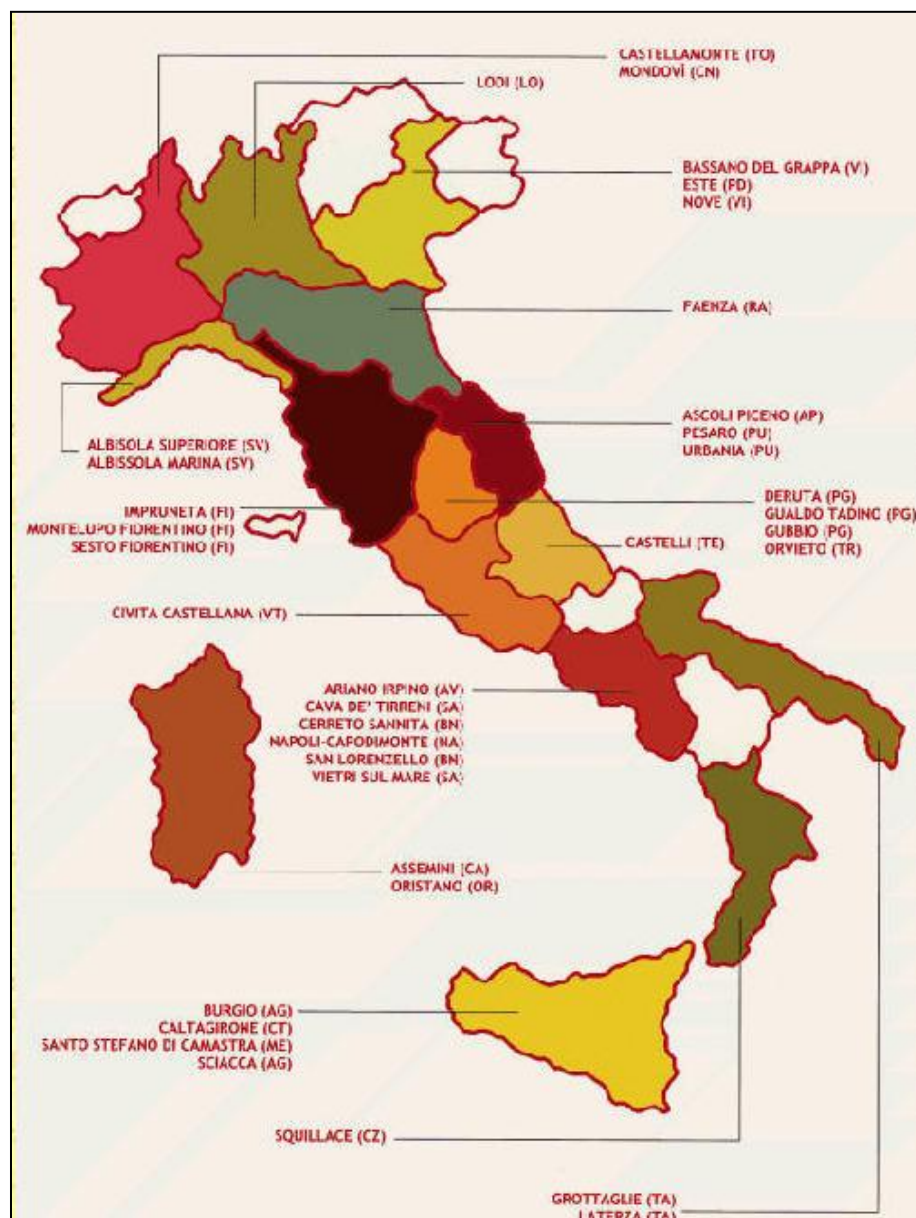 CASTELLANONTE (TO)
MONDOVÌ (CN)
LODI (LO)
BASSANO DEL GRAPPA (VI)
ESTE (PD)
NOVE (VI)
FAENZA (RA)
ASCOLI PICENO (AP)
PESARO (PU)
URBANIA (PU)
ALBISOLA SUPERIORE (SV)
ALBISSOLA MARINA (SV)
DERUTA (PG)
GUALDO TADINO (PG)
GUBBIO (PG)
ORVIETO (TR)
IMPRUNETA (FI)
MONTELUPO FIORENTINO (FI)
SESTO FIORENTINO (FI)
CASTELLI (TE)
CIVITA CASTELLANA (VT)
ARIANO IRPINO (AV)
CAVA DE' TIRRENI (SA)
CERRETO SANNITA (BN)
NAPOLI-CAPODIMONTE (NA)
SAN LORENZELLO (BN)
VIETRI SUL MARE (SA)
ASSEMINI (CA)
ORISTANO (OR)
BURGIO (AG)
CALTAGIRONE (CT)
SANTO STEFANO DI CAMASTRA (ME)
SCIACCA (AG)
SQUILLACE (CZ)
GROTTAGLIE (TA)
LATERZA (TA)